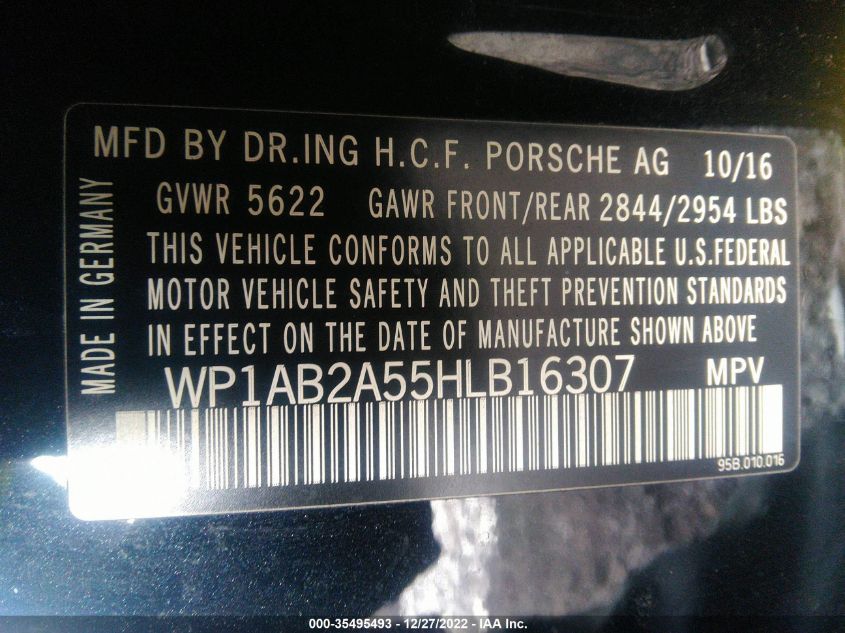 MFD BY DR.ING H.C.F. PORSCHE AG 10/16
GVWR 5622 GAWR FRONT/REAR 2844/2954 LBS
THIS VEHICLE CONFORMS TO ALL APPLICABLE U.S.FEDERAL
MOTOR VEHICLE SAFETY AND THEFT PREVENTION STANDARDS
IN EFFECT ON THE DATE OF MANUFACTURE SHOWN ABOVE
MADE IN GERMANY
WP1AB2A55HLB16307 MPV
95B.010.016
000-35495493 - 12/27/2022 - IAA Inc.